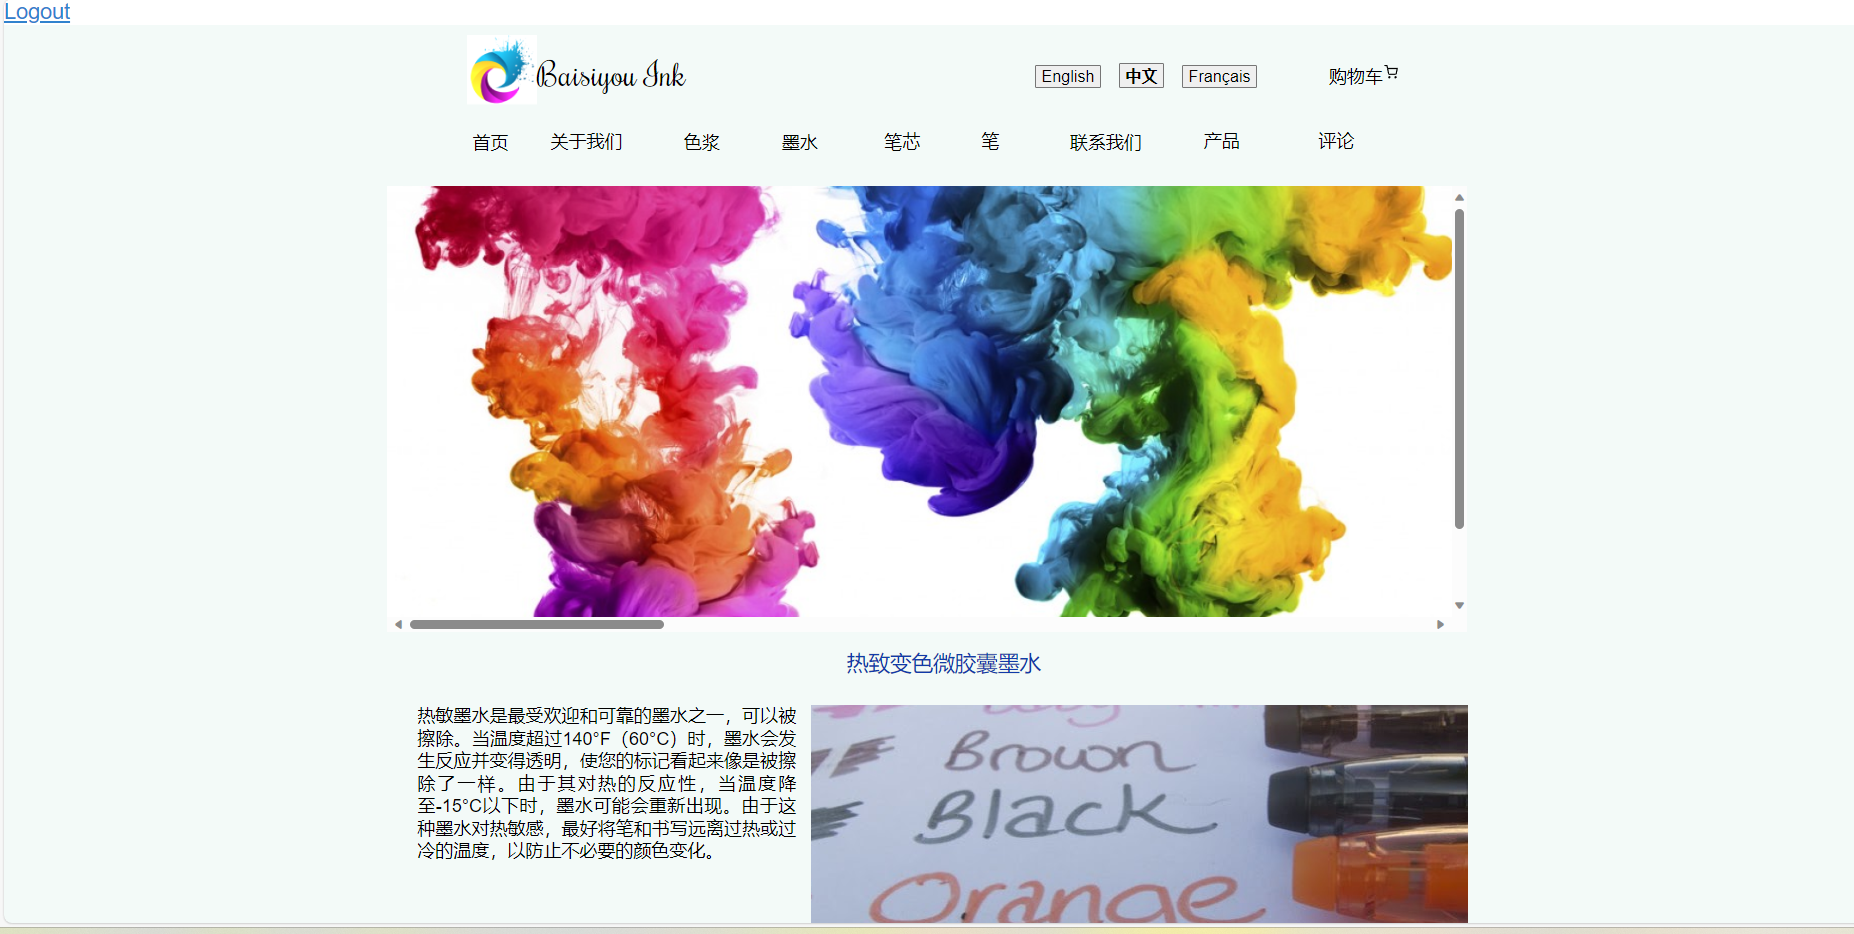 Logout
Baisiyou Ink
English 中文 Français 购物车
首页 关于我们 色浆 墨水 笔芯 笔 联系我们 产品 评论
热致变色微胶囊墨水
热敏墨水是最受欢迎和可靠的墨水之一，可以被
擦除。当温度超过140°F（60°C）时，墨水会发
生反应并变得透明，使您的标记看起来像是被擦
除了一样。由于其对热的反应性，当温度降
至-15°C以下时，墨水可能会重新出现。由于这
种墨水对热敏感，最好将笔和书写远离过热或过
冷的温度，以防止不必要的颜色变化。
Brown
Black
Orange